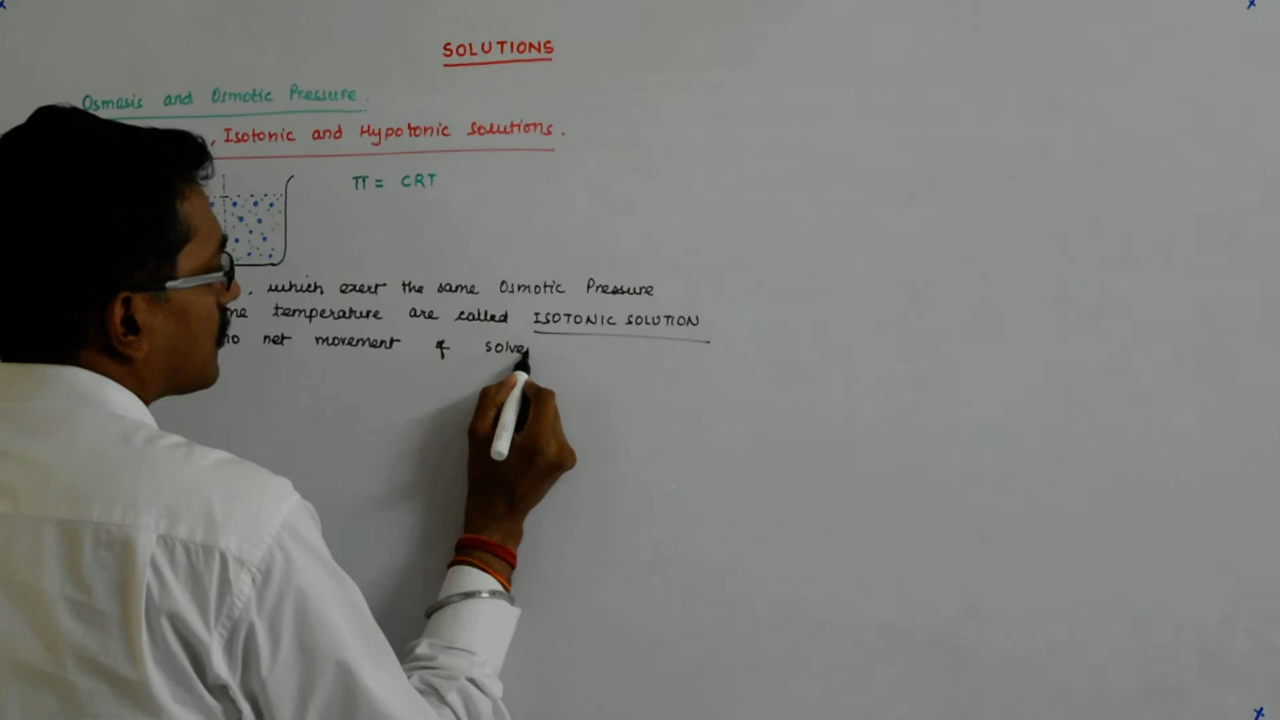 SOLUTIONS
Osmosis and Osmotic Pressure.
, Isotonic and Hypotonic Solutions.
π = CRT
. which exert the same Osmotic Pressure
temperature are called ISOTONIC SOLUTION
no net movement of solve